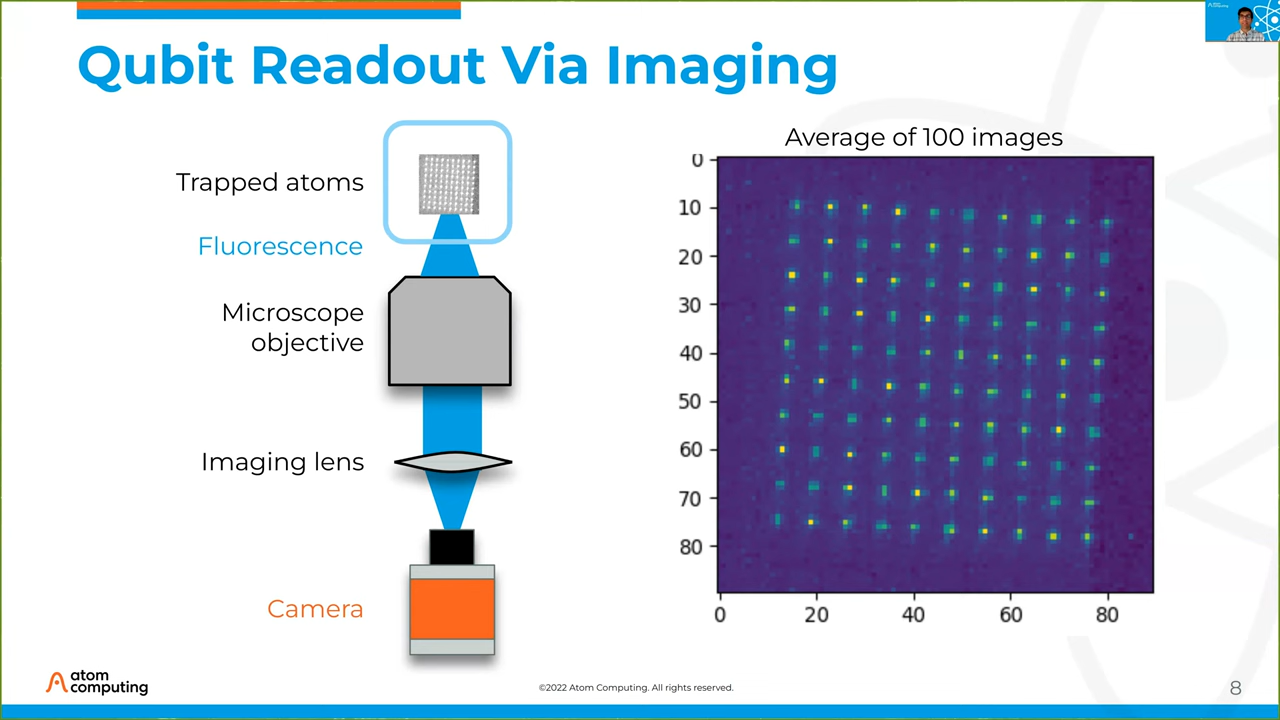 Qubit Readout Via Imaging
Trapped atoms
Fluorescence
Microscope
objective
Imaging lens
Camera
Average of 100 images
0
10
20
30
40
50
60
70
80
0
20
40
60
80
atom
computing
©2022 Atom Computing. All rights reserved.
8